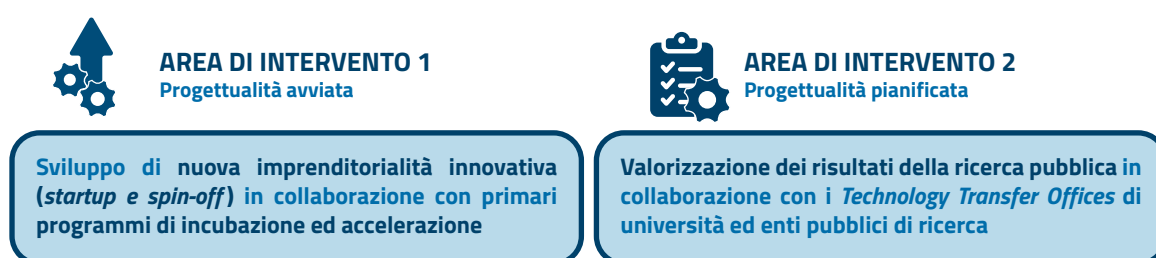 AREA DI INTERVENTO 1
Progettualità avviata
Sviluppo di nuova imprenditorialità innovativa
(startup e spin-off) in collaborazione con primari
programmi di incubazione ed accelerazione
AREA DI INTERVENTO 2
Progettualità pianificata
Valorizzazione dei risultati della ricerca pubblica in
collaborazione con i Technology Transfer Offices di
università ed enti pubblici di ricerca